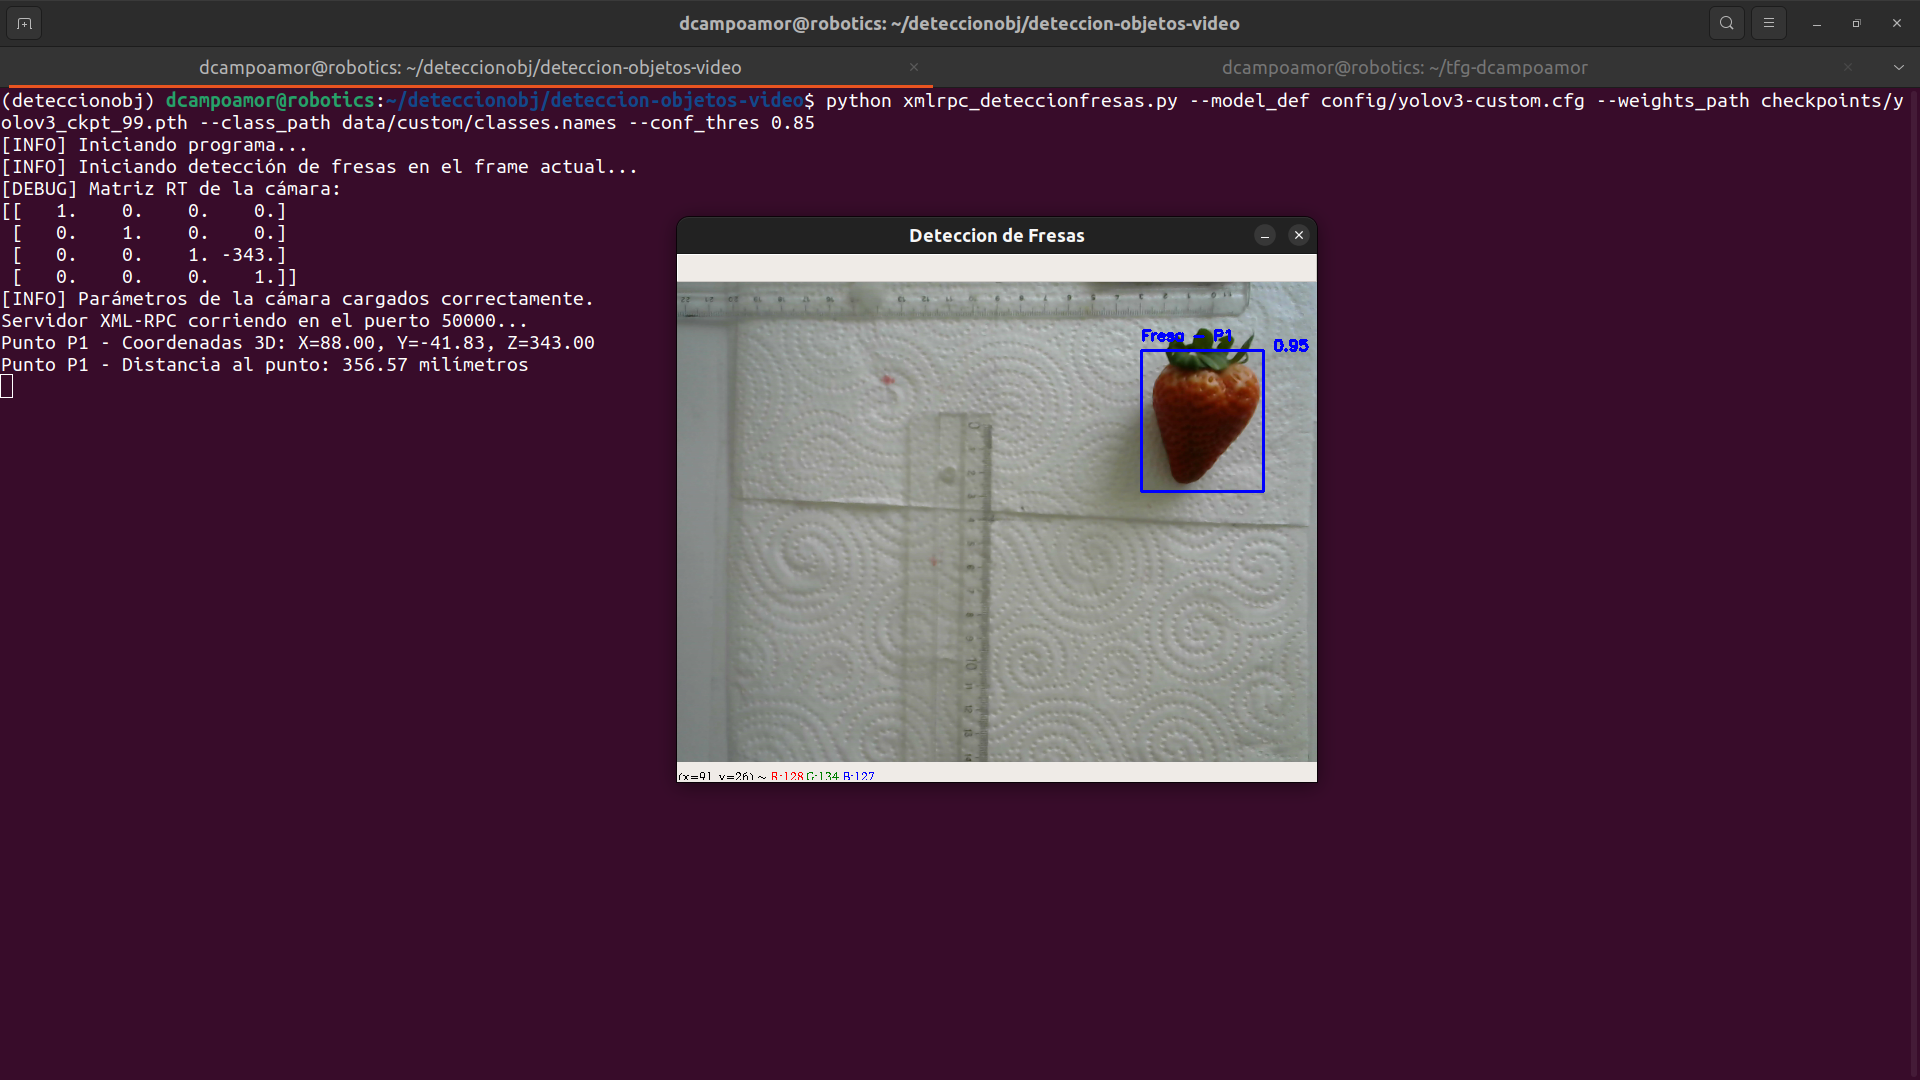 dcampoamor@robotics: ~/deteccionobj/deteccion-objetos-video
dcampoamor@robotics: ~/deteccionobj/deteccion-objetos-video
dcampoamor@robotics: ~/tfg-dcampoamor
(deteccionobj) dcampoamor@robotics:~/deteccionobj/deteccion-objetos-video$ python xmlrpc_deteccionfresas.py --model_def config/yolov3-custom.cfg --weights_path checkpoints/y
olov3_ckpt_99.pth --class_path data/custom/classes.names --conf_thres 0.85
[INFO] Iniciando programa...
[INFO] Iniciando detección de fresas en el frame actual...
[DEBUG] Matriz RT de la cámara:
[[   1.    0.    0.    0.]
 [   0.    1.    0.    0.]
 [   0.    0.    1. -343.]
 [   0.    0.    0.    1.]]
[INFO] Parámetros de la cámara cargados correctamente.
Servidor XML-RPC corriendo en el puerto 50000...
Punto P1 - Coordenadas 3D: X=88.00, Y=-41.83, Z=343.00
Punto P1 - Distancia al punto: 356.57 milímetros
Deteccion de Fresas
Fresa - P1
0.95
(x=91, y=26) ~ R:128 G:134 B:127